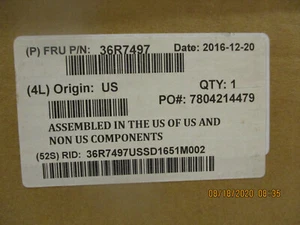 (P) FRU P/N: 36R7497 Date: 2016-12-20
(4L) Origin: US QTY: 1
PO#: 7804214479
ASSEMBLED IN THE US OF US AND
NON US COMPONENTS
(52S) RID: 36R7497USSD1651M002
08/18/2020 08:35